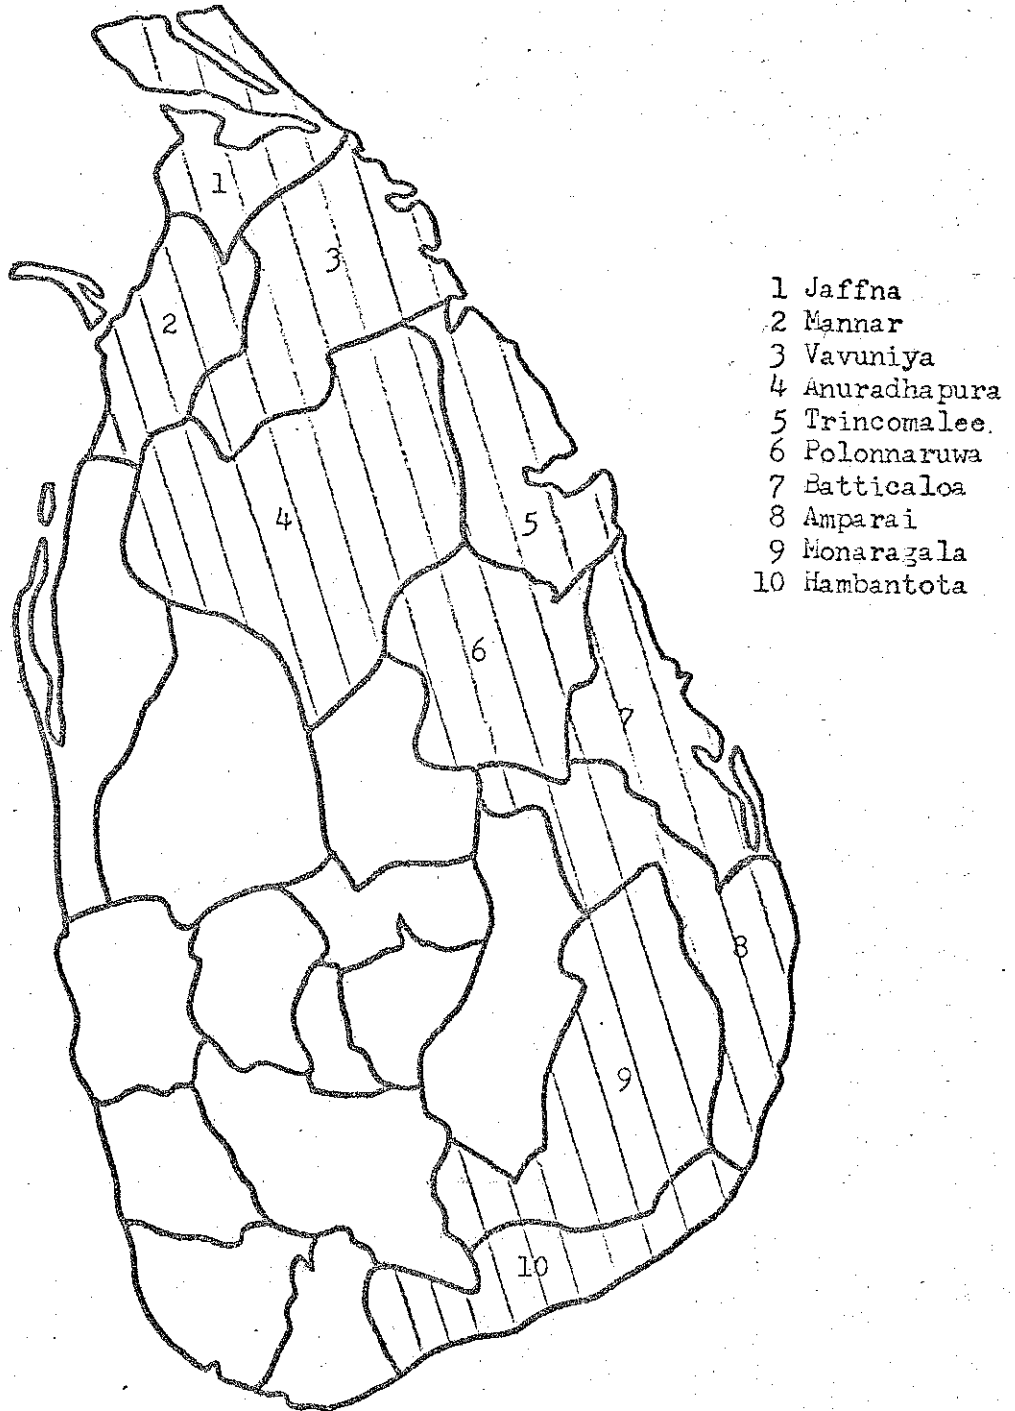 1
3
2
4
5
6
7
8
9
10
1 Jaffna
2 Mannar
3 Vavuniya
4 Anuradhapura
5 Trincomalee.
6 Polonnaruwa
7 Batticaloa
8 Amparai
9 Monaragala
10 Hambantota